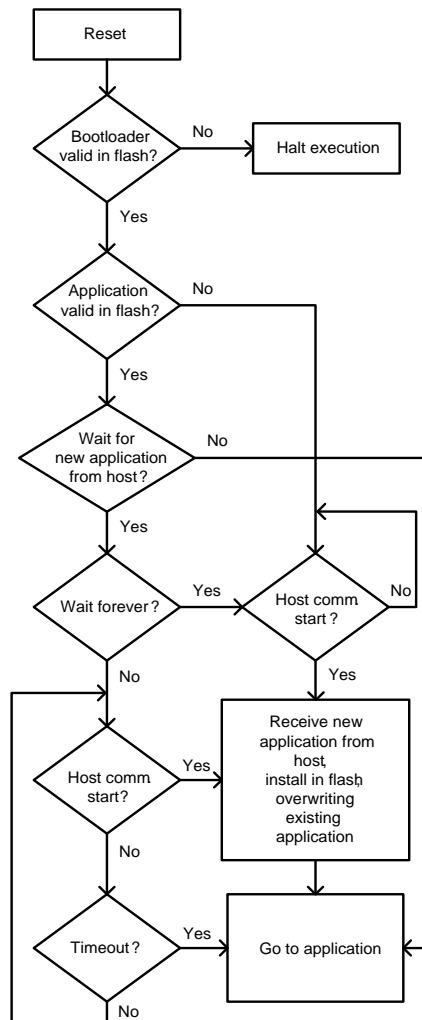 Reset
Bootloader
valid in flash?
No
Halt execution
Yes
Application
valid in flash?
No
Yes
Wait for
new application
from host?
No
Yes
Wait forever?
Yes
Host comm.
start?
No
No
Yes
Host comm.
start?
Yes
Receive new
application from
host,
install in flash,
overwriting
existing
application
No
Timeout?
Yes
Go to application
No